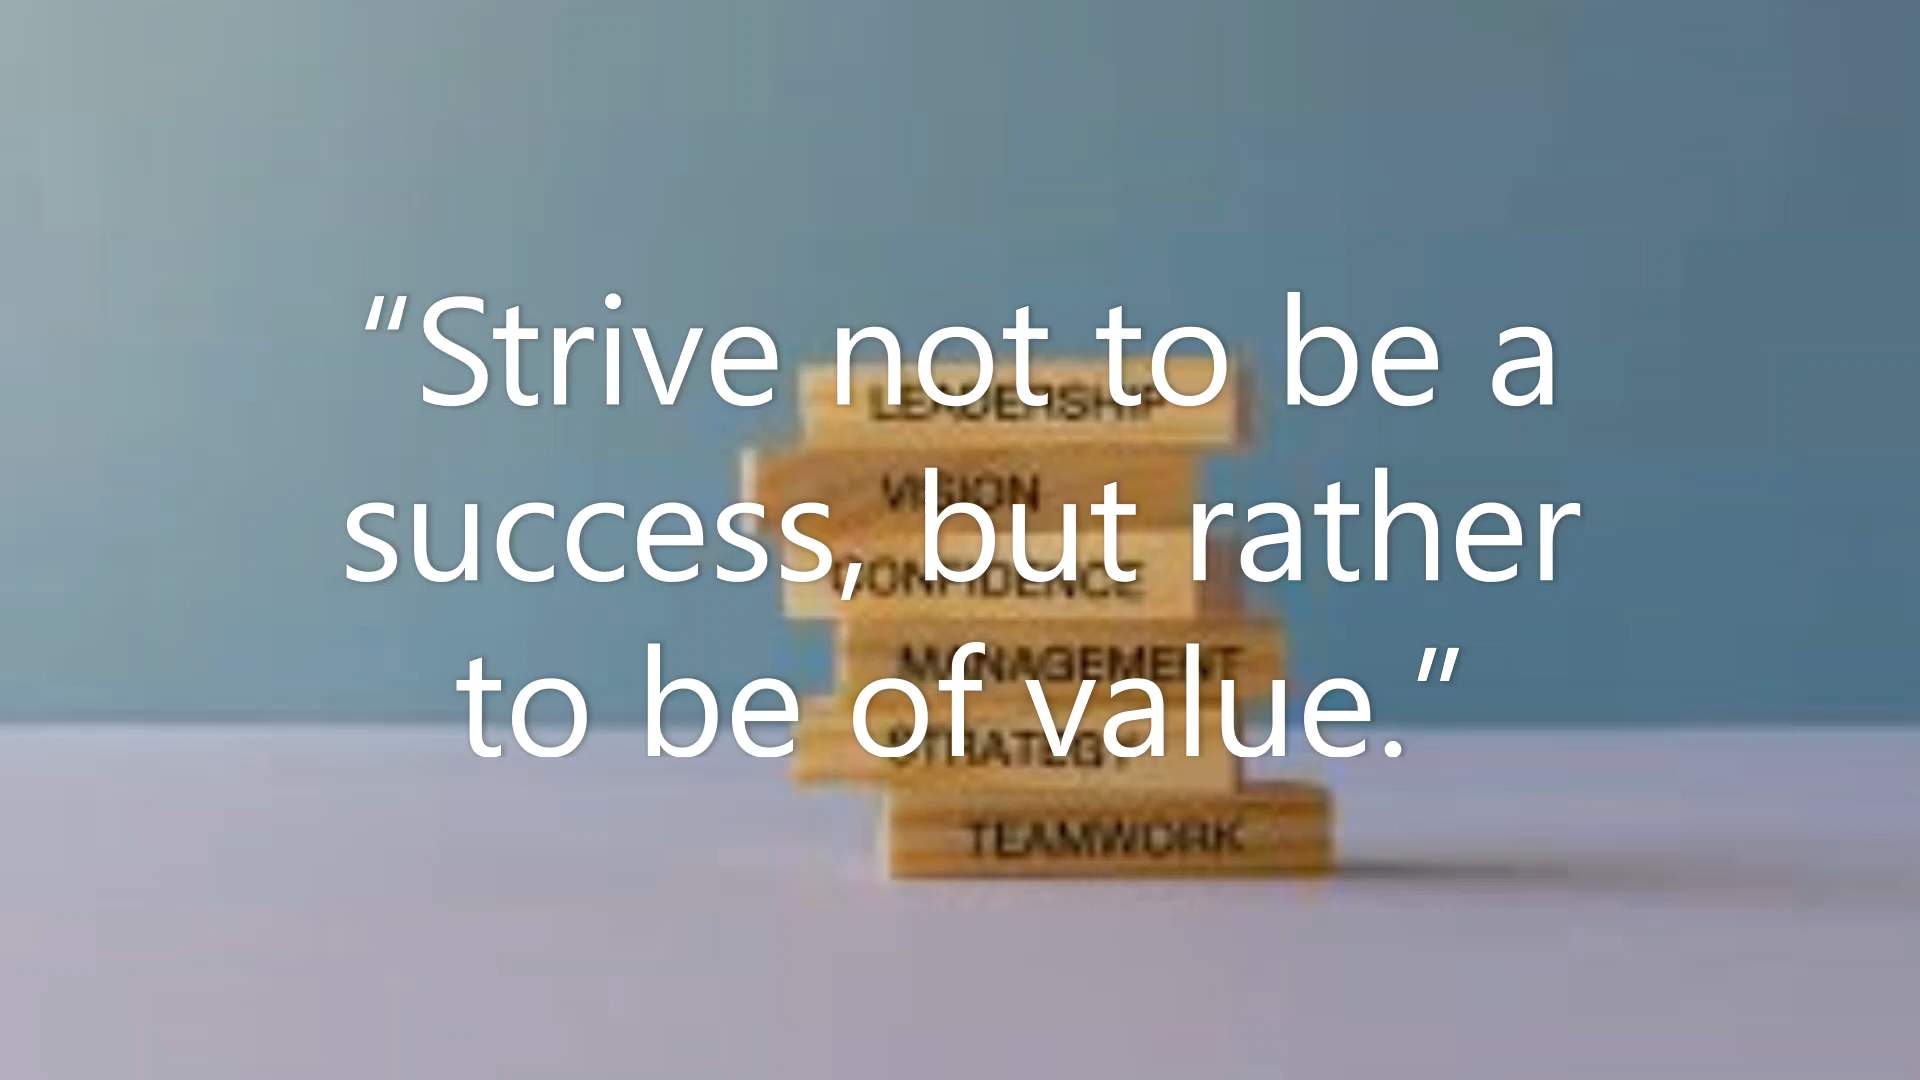 “Strive not to be a
success, but rather
to be of value.”
LEADERSHIP
VISION
CONFIDENCE
MANAGEMENT
STRATEGY
TEAMWORK